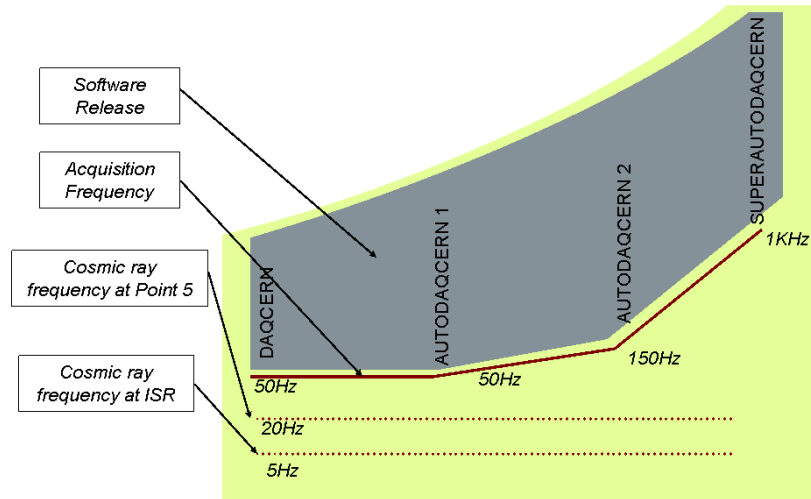 Software
Release
Acquisition
Frequency
Cosmic ray
frequency at Point 5
Cosmic ray
frequency at ISR
DAQCERN
AUTODAQCERN 1
AUTODAQCERN 2
SUPERAUTODAQCERN
50Hz
50Hz
150Hz
1KHz
20Hz
5Hz